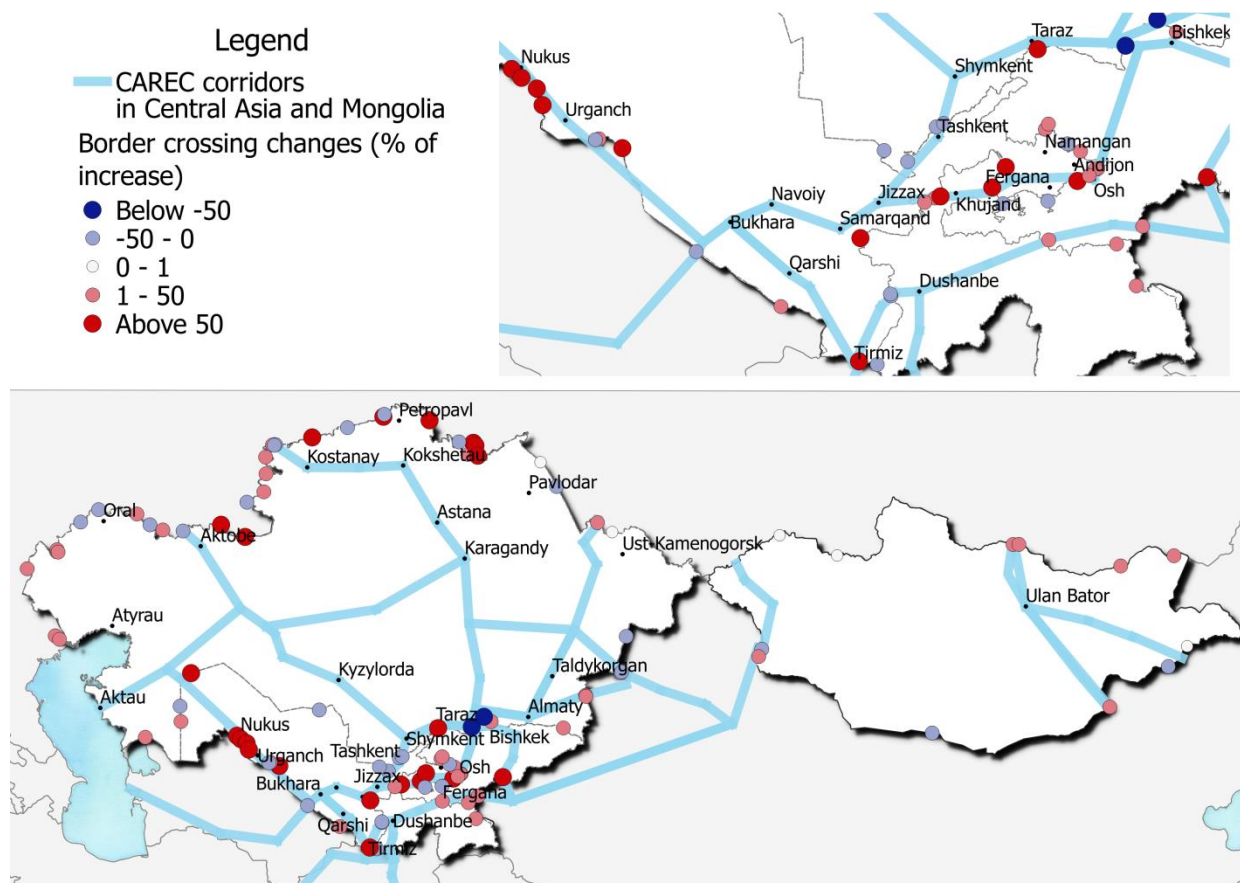 Legend
CAREC corridors
in Central Asia and Mongolia
Border crossing changes (% of
increase)
Below -50
-50 - 0
0 - 1
1 - 50
Above 50
Nukus
Urganch
Taraz
Bishkek
Shymkent
Tashkent
Namangan
Andijon
Fergana
Osh
Navoiy
Jizzax
Khujand
Bukhara
Samarqand
Qarshi
Dushanbe
Tirmiz
Petropavl
Kostanay
Kokshetau
Pavlodar
Oral
Astana
Aktobe
Karagandy
Ust-Kamenogorsk
Atyrau
Ulan Bator
Kyzylorda
Taldykorgan
Aktau
Nukus
Taraz
Almaty
Urganch
Tashkent
Shymkent
Bishkek
Bukhara
Jizzax
Osh
Fergana
Qarshi
Dushanbe
Tirmiz